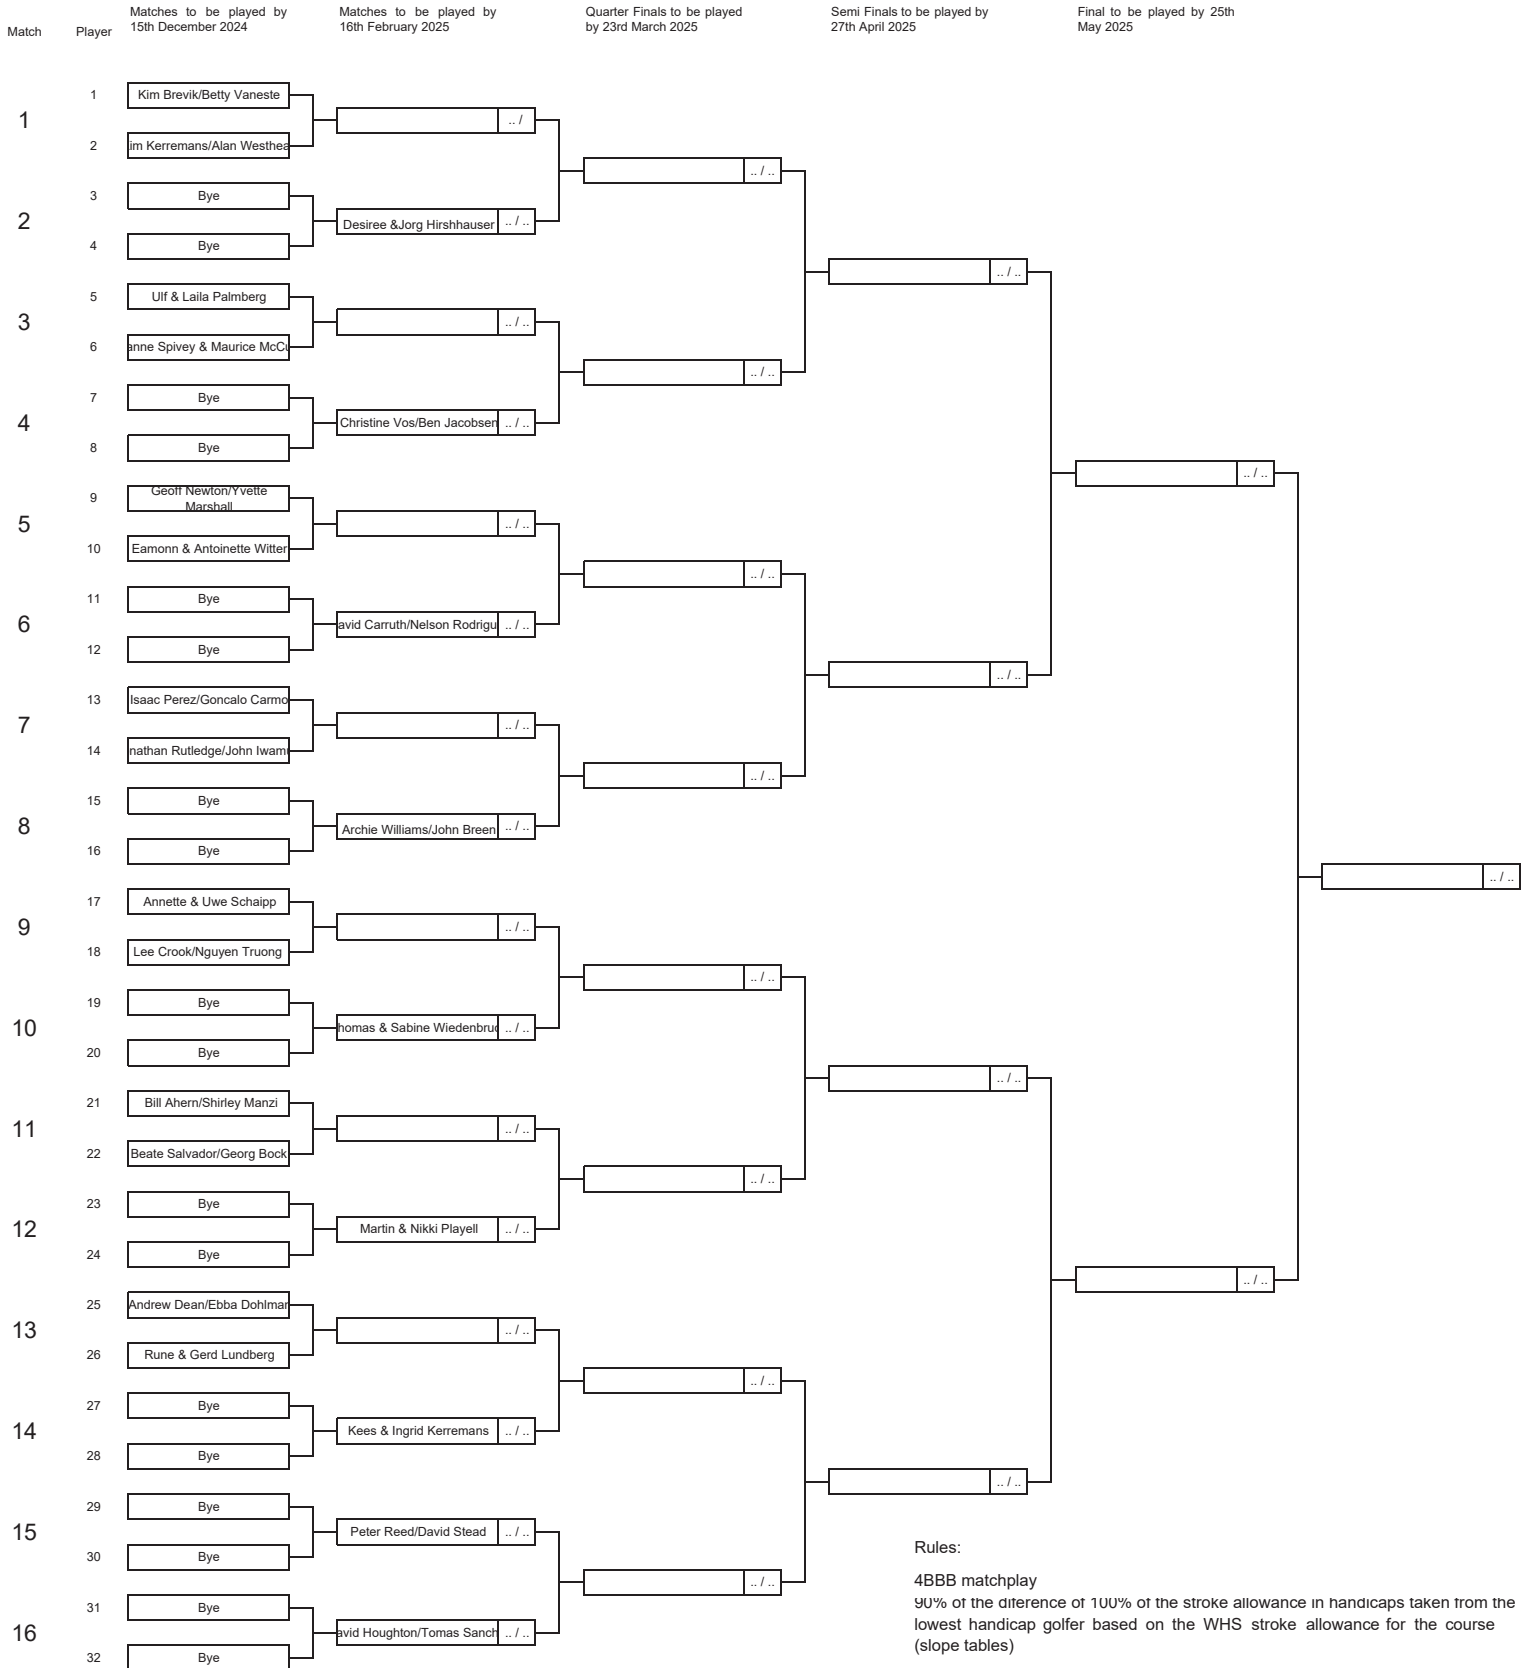 Matches to be played by
15th December 2024
Matches to be played by
16th February 2025
Quarter Finals to be played
by 23rd March 2025
Semi Finals to be played by
27th April 2025
Final to be played by 25th
May 2025
Match
Player
1
1
Kim Brevik/Betty Vaneste
.. /
2
im Kerremans/Alan Westhea
.. / ..
2
3
Bye
Desiree &Jorg Hirshhauser
.. / ..
4
Bye
.. / ..
3
5
Ulf & Laila Palmberg
.. / ..
6
anne Spivey & Maurice McCu
.. / ..
4
7
Bye
Christine Vos/Ben Jacobsen
.. / ..
8
Bye
.. / ..
5
9
Geoff Newton/Yvette
Marshall
.. / ..
10
Eamonn & Antoinette Witter
.. / ..
6
11
Bye
avid Carruth/Nelson Rodrigu
.. / ..
12
Bye
.. / ..
7
13
Isaac Perez/Goncalo Carmo
.. / ..
14
nathan Rutledge/John Iwamu
.. / ..
8
15
Bye
Archie Williams/John Breen
.. / ..
16
Bye
.. / ..
9
17
Annette & Uwe Schaipp
.. / ..
18
Lee Crook/Nguyen Truong
.. / ..
10
19
Bye
homas & Sabine Wiedenbruc
.. / ..
20
Bye
.. / ..
11
21
Bill Ahern/Shirley Manzi
.. / ..
22
Beate Salvador/Georg Bock
.. / ..
12
23
Bye
Martin & Nikki Playell
.. / ..
24
Bye
.. / ..
13
25
Andrew Dean/Ebba Dohlman
.. / ..
26
Rune & Gerd Lundberg
.. / ..
14
27
Bye
Kees & Ingrid Kerremans
.. / ..
28
Bye
.. / ..
15
29
Bye
Peter Reed/David Stead
.. / ..
30
Bye
.. / ..
16
31
Bye
avid Houghton/Tomas Sanch
.. / ..
32
Bye
Rules:
4BBB matchplay
90% of the diference of 100% of the stroke allowance in handicaps taken from the
lowest handicap golfer based on the WHS stroke allowance for the course
(slope tables)